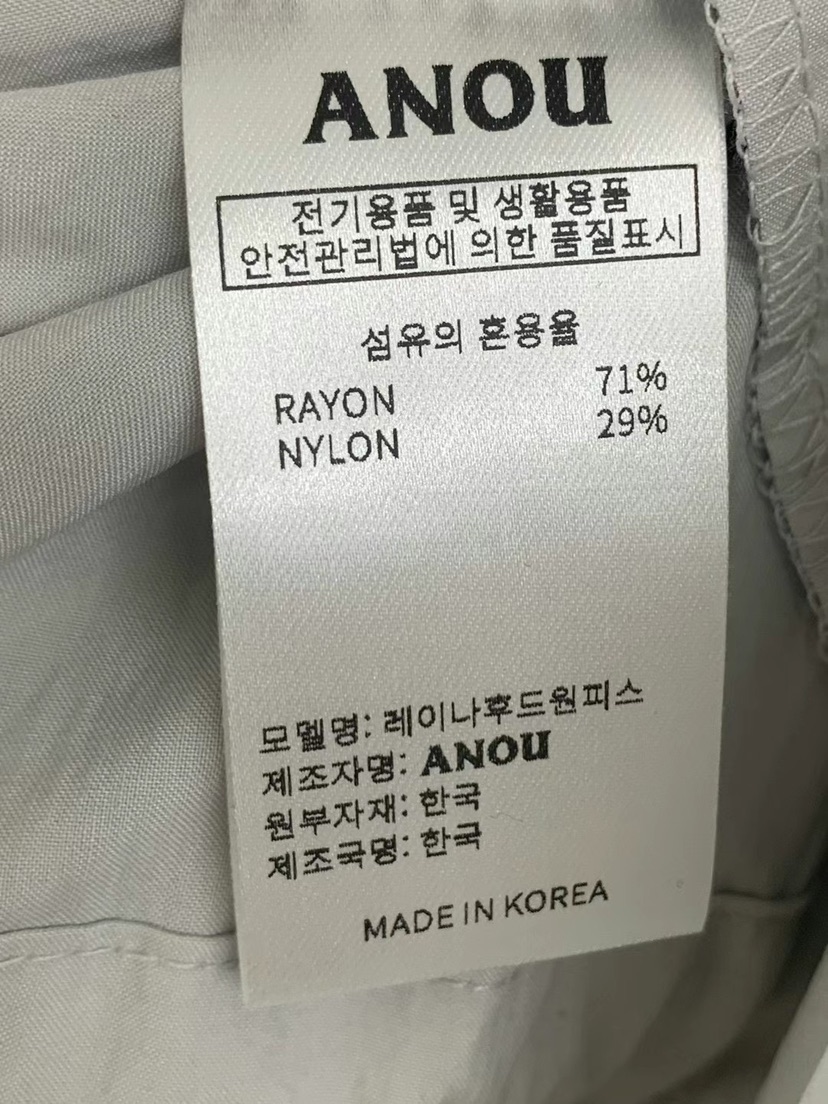 ANOU
전기용품 및 생활용품
안전관리법에 의한 품질표시
섬유의 혼용율
RAYON 71%
NYLON 29%
모델명: 레이나후드원피스
제조자명: ANOU
원부자재: 한국
제조국명: 한국
MADE IN KOREA